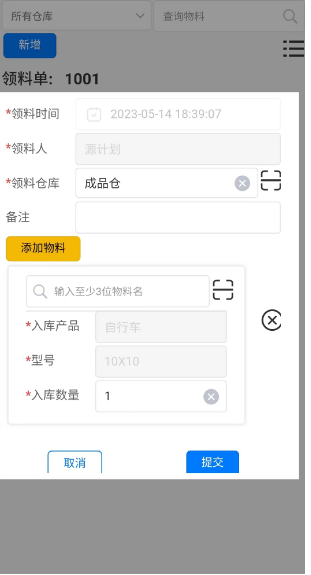 所有仓库 查询物料
新增
领料单: 1001
*领料时间 2023-05-14 18:39:07
*领料人 源计划
*领料仓库 成品仓
备注
添加物料
输入至少3位物料名
*入库产品 自行车
*型号 10X10
*入库数量 1
取消 提交